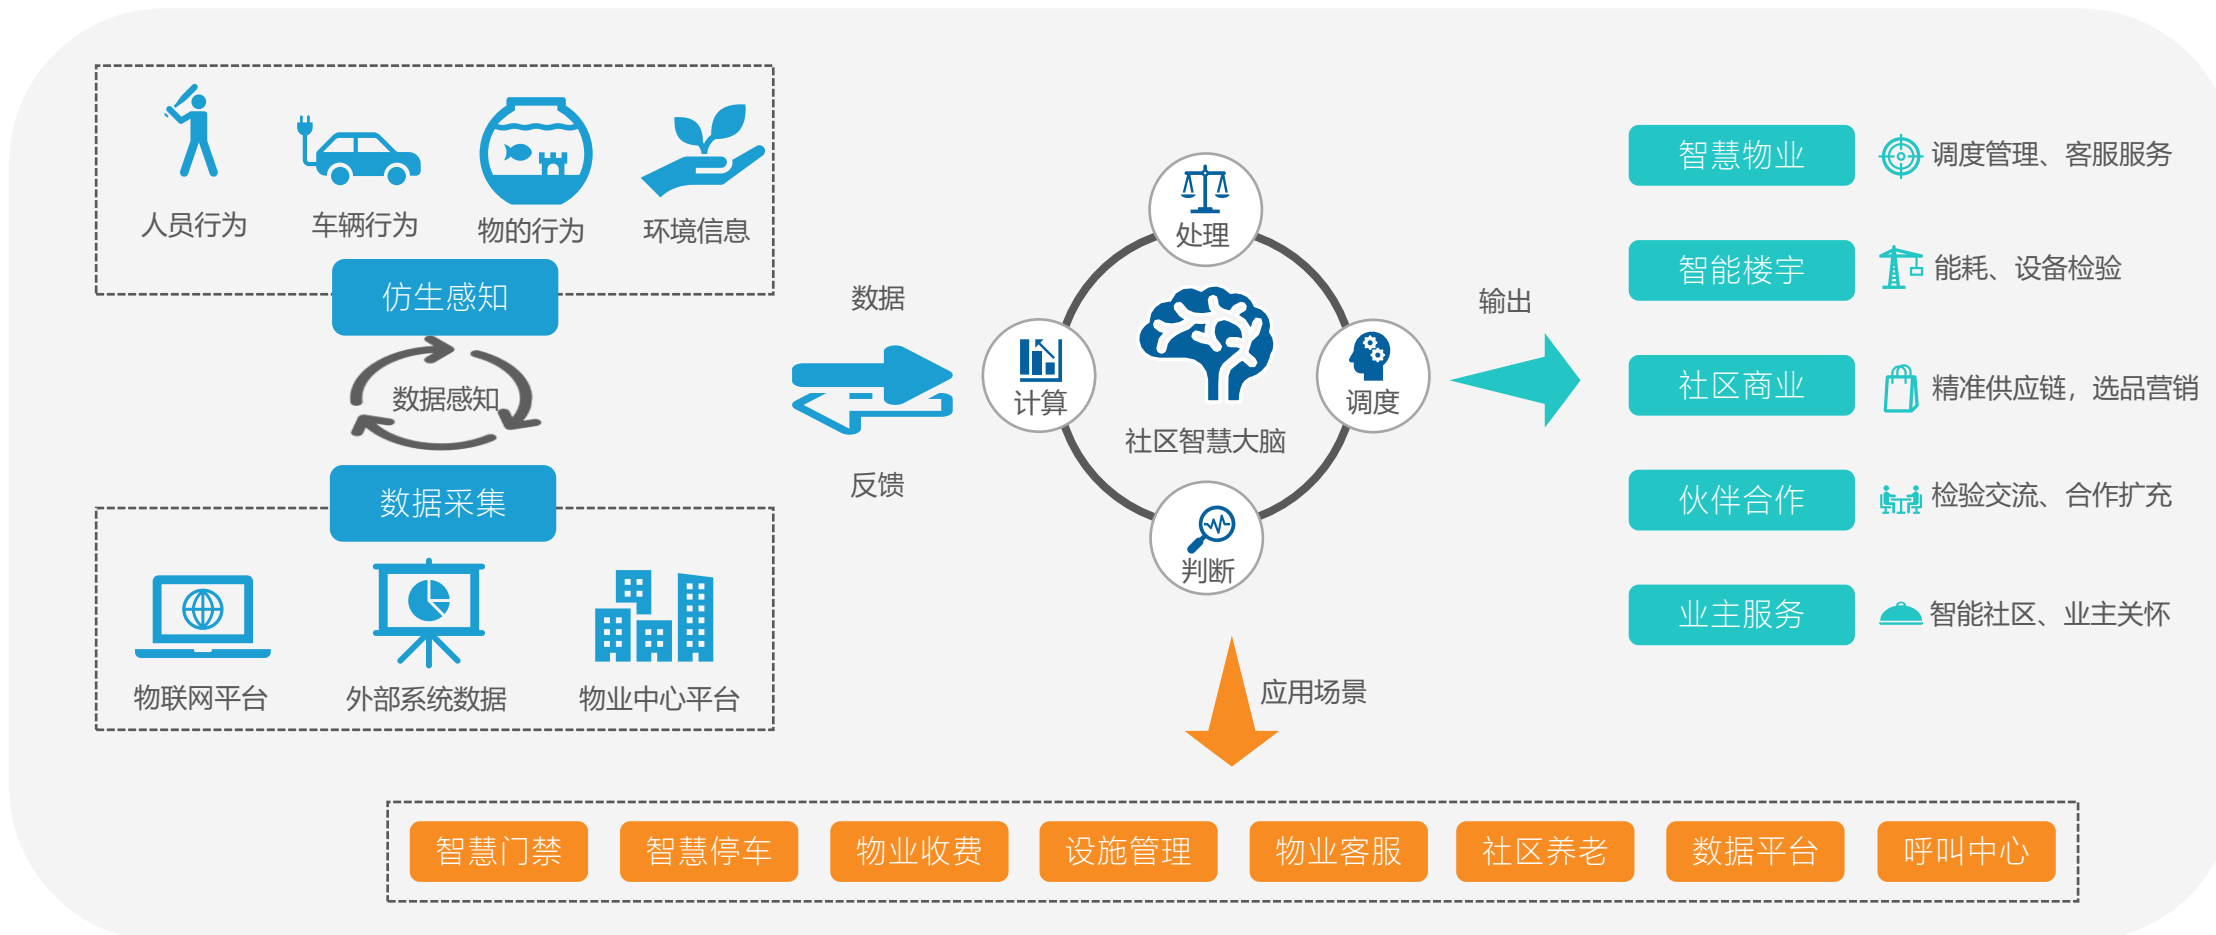 人员行为
车辆行为
物的行为
环境信息
仿生感知
数据感知
数据采集
物联网平台
外部系统数据
物业中心平台
数据
反馈
处理
计算
调度
社区智慧大脑
判断
输出
智慧物业
调度管理、客服服务
智能楼宇
能耗、设备检验
社区商业
精准供应链，选品营销
伙伴合作
检验交流、合作扩充
业主服务
智能社区、业主关怀
应用场景
智慧门禁
智慧停车
物业收费
设施管理
物业客服
社区养老
数据平台
呼叫中心